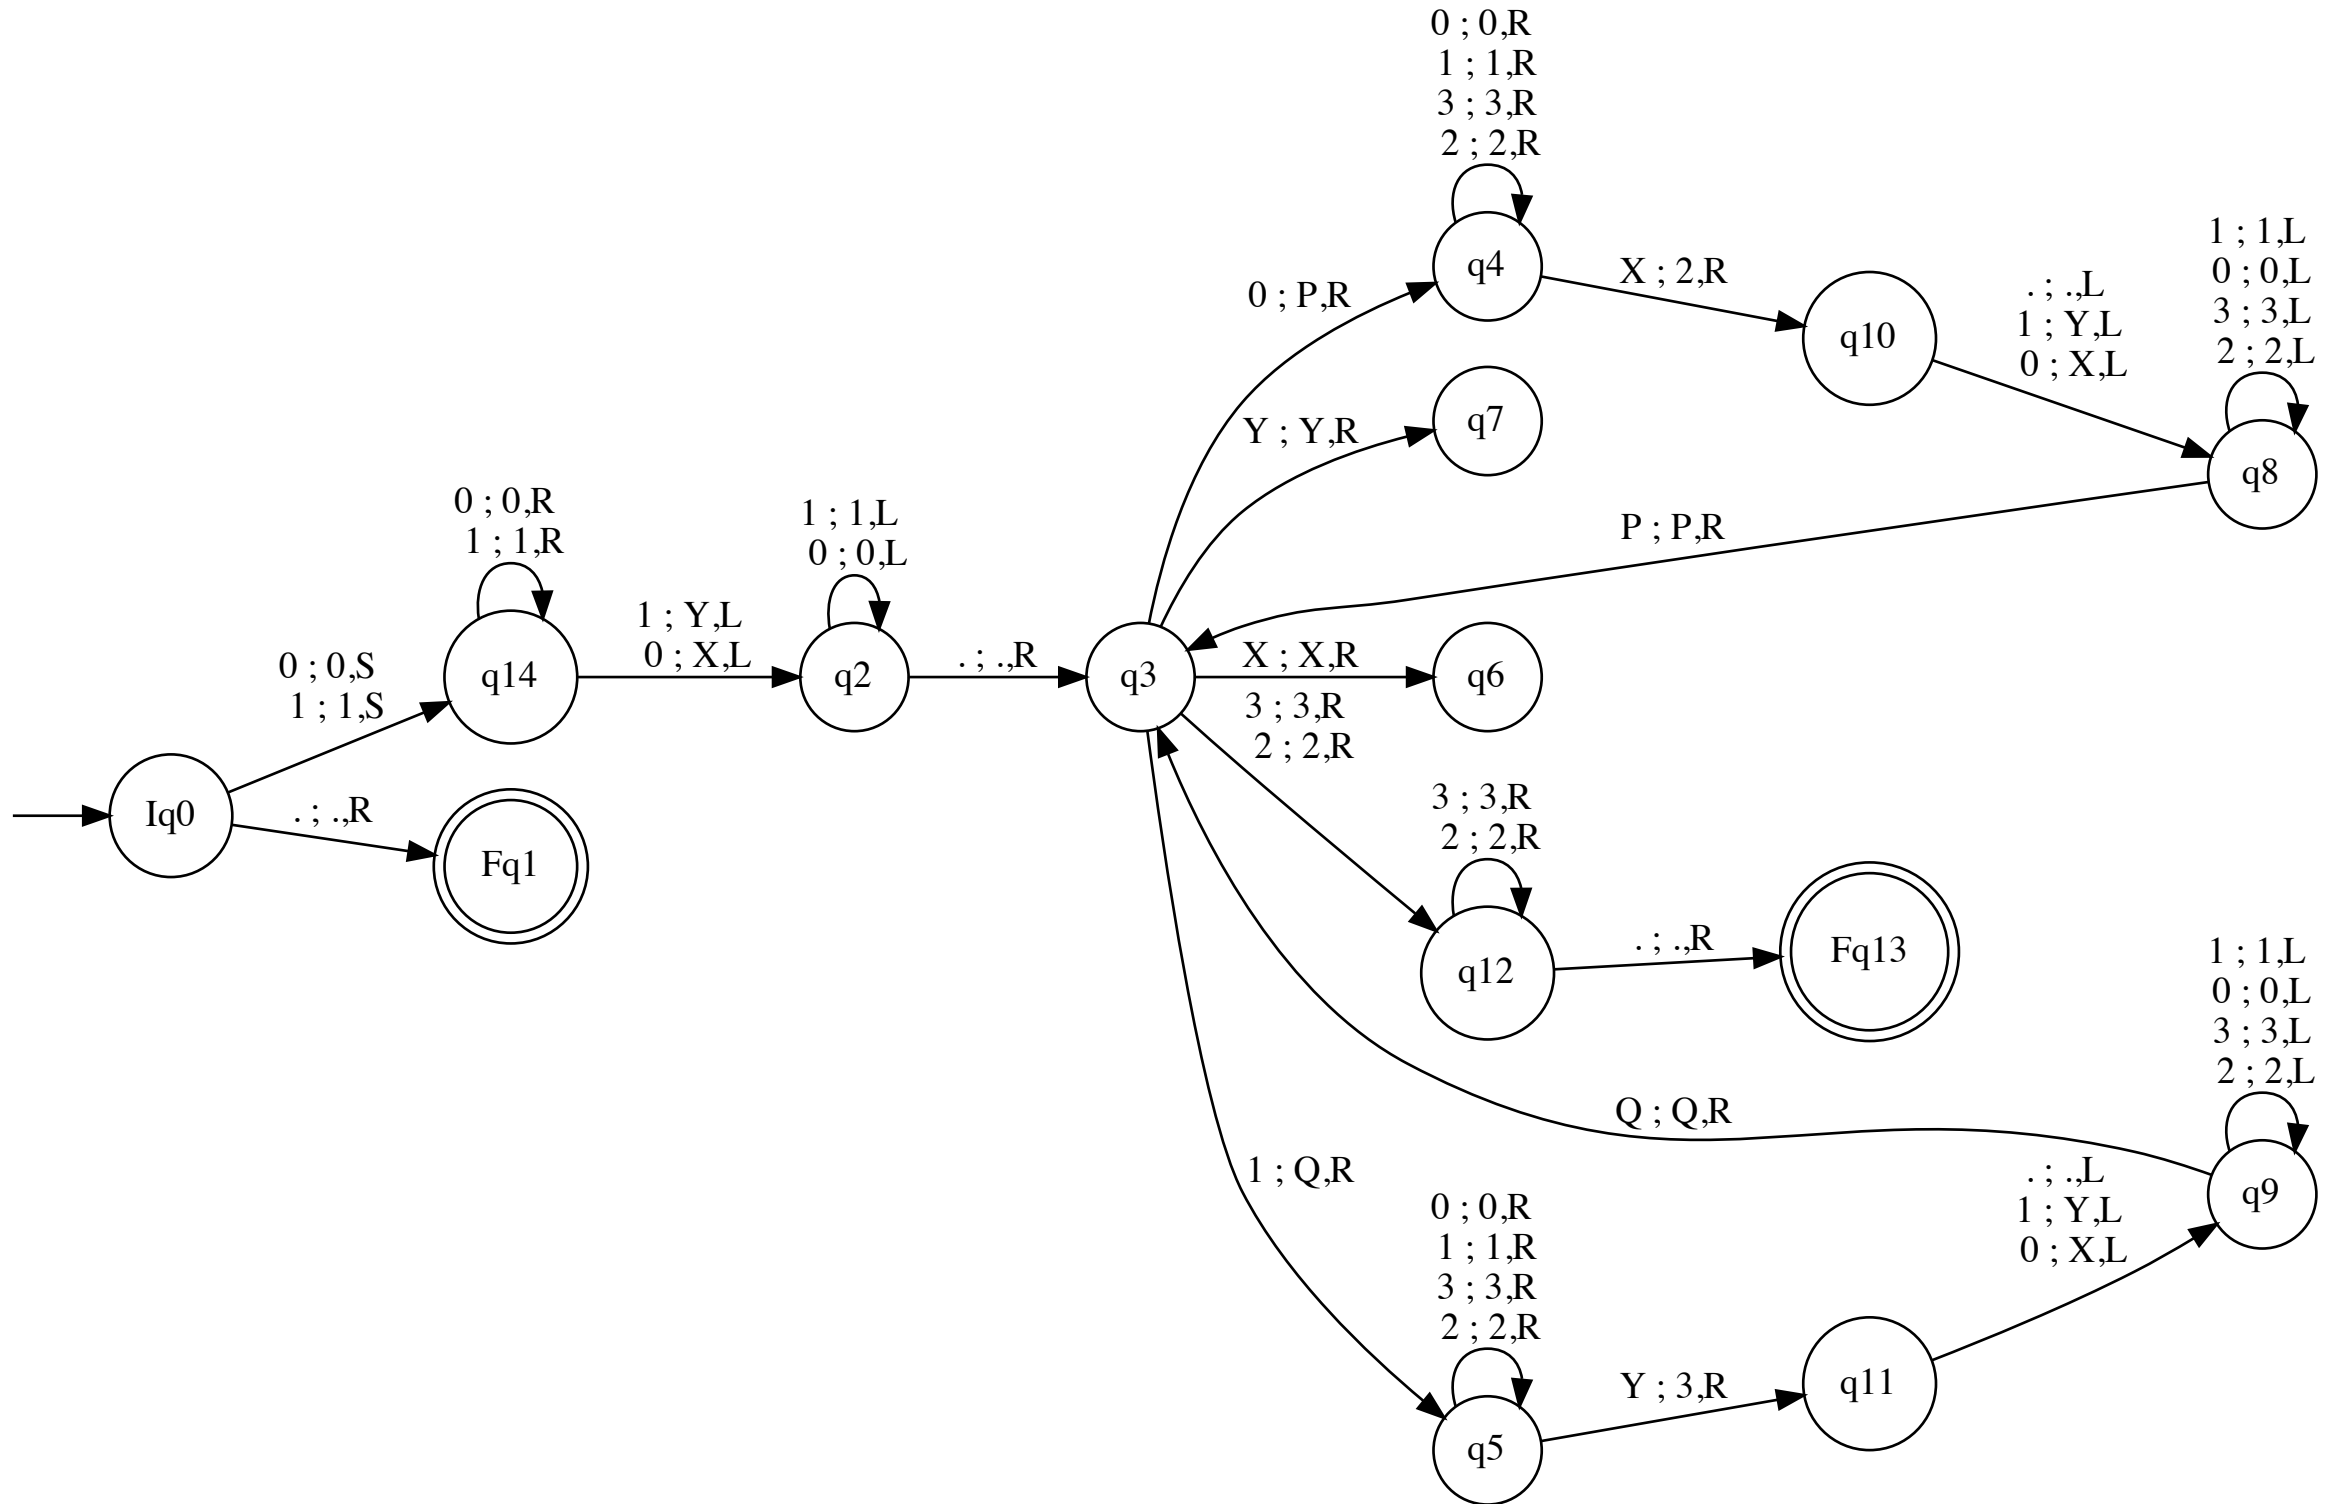 0 ; 0,R
1 ; 1,R
3 ; 3,R
2 ; 2,R
q4
X ; 2,R
q10
. ; .,L
1 ; Y,L
0 ; X,L
1 ; 1,L
0 ; 0,L
3 ; 3,L
2 ; 2,L
q8
0 ; P,R
Y ; Y,R
q7
P ; P,R
0 ; 0,R
1 ; 1,R
q14
0 ; 0,S
1 ; 1,S
Iq0
. ; .,R
Fq1
1 ; Y,L
0 ; X,L
1 ; 1,L
0 ; 0,L
q2
. ; .,R
q3
X ; X,R
q6
3 ; 3,R
2 ; 2,R
3 ; 3,R
2 ; 2,R
q12
. ; .,R
Fq13
Q ; Q,R
1 ; Q,R
0 ; 0,R
1 ; 1,R
3 ; 3,R
2 ; 2,R
q5
Y ; 3,R
q11
. ; .,L
1 ; Y,L
0 ; X,L
1 ; 1,L
0 ; 0,L
3 ; 3,L
2 ; 2,L
q9